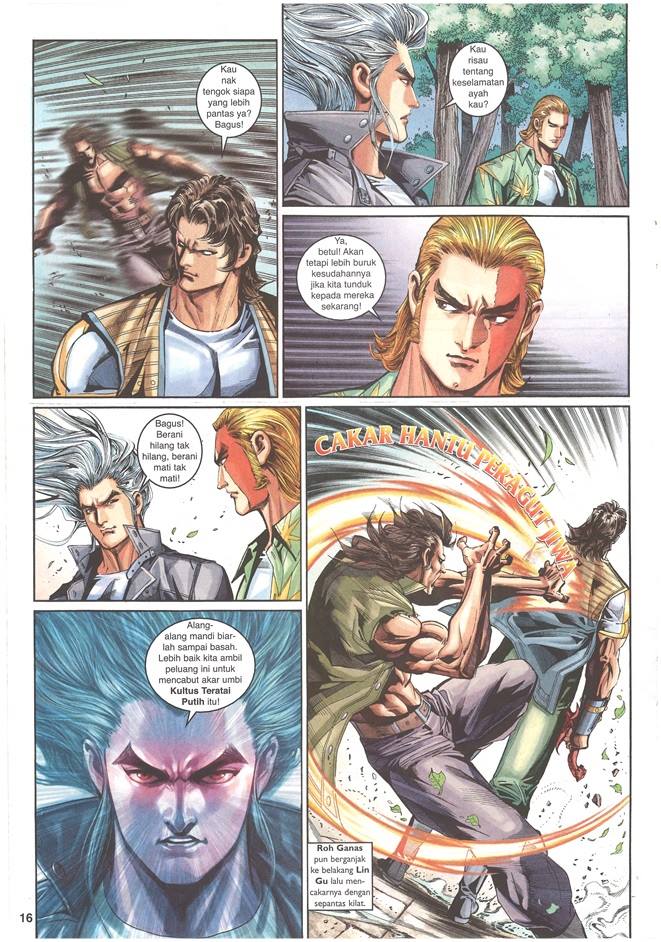 Kau
nak
tengok siapa
yang lebih
pantas ya?
Bagus!
Kau
risau
tentang
keselamatan
ayah
kau?
Ya,
betul! Akan
tetapi lebih buruk
kesudahannya
jika kita tunduk
kepada mereka
sekarang!
Bagus!
Berani
hilang tak
hilang, berani
mati tak
mati!
CAKAR HANTU PERAGUT JIWA
Alang-
alang mandi biar-
lah sampai basah.
Lebih baik kita ambil
peluang ini untuk
mencabut akar umbi
Kultus Teratai
Putih itu!
Roh Ganas
pun berganjak
ke belakang Lin
Gu lalu men-
cakarnya dengan
sepantas kilat.
16